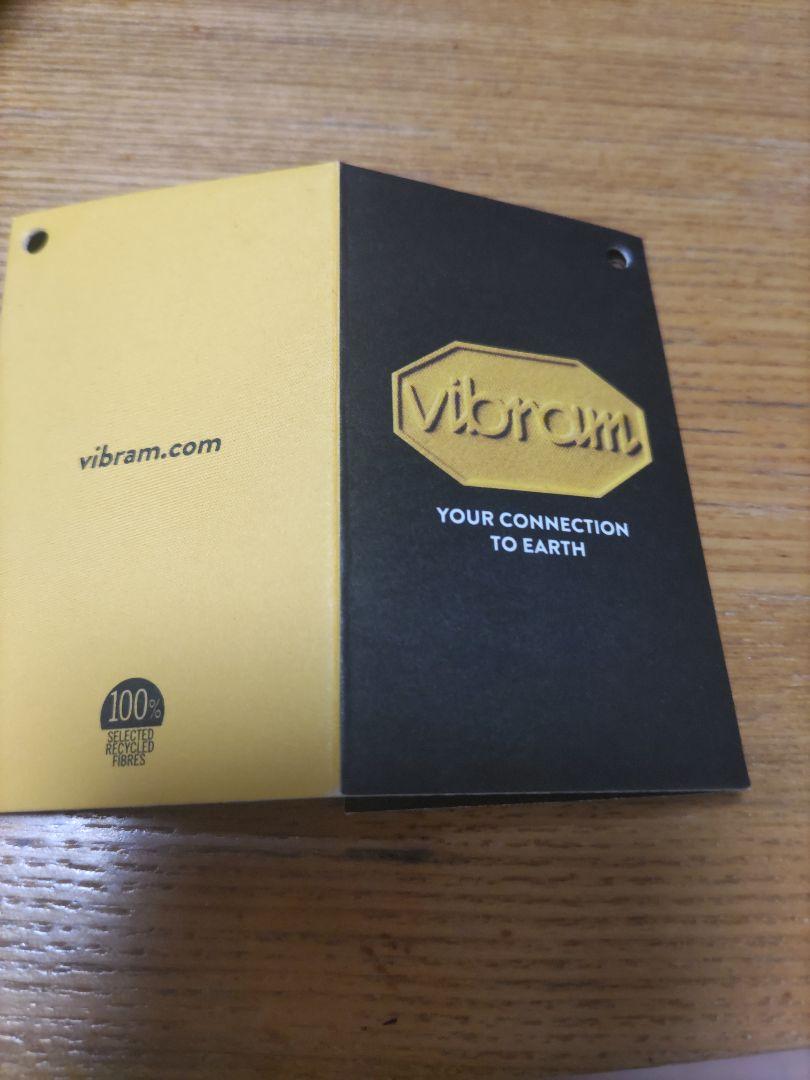 vibram.com
100%
SELECTED
RECYCLED
FIBRES
vibram
YOUR CONNECTION
TO EARTH